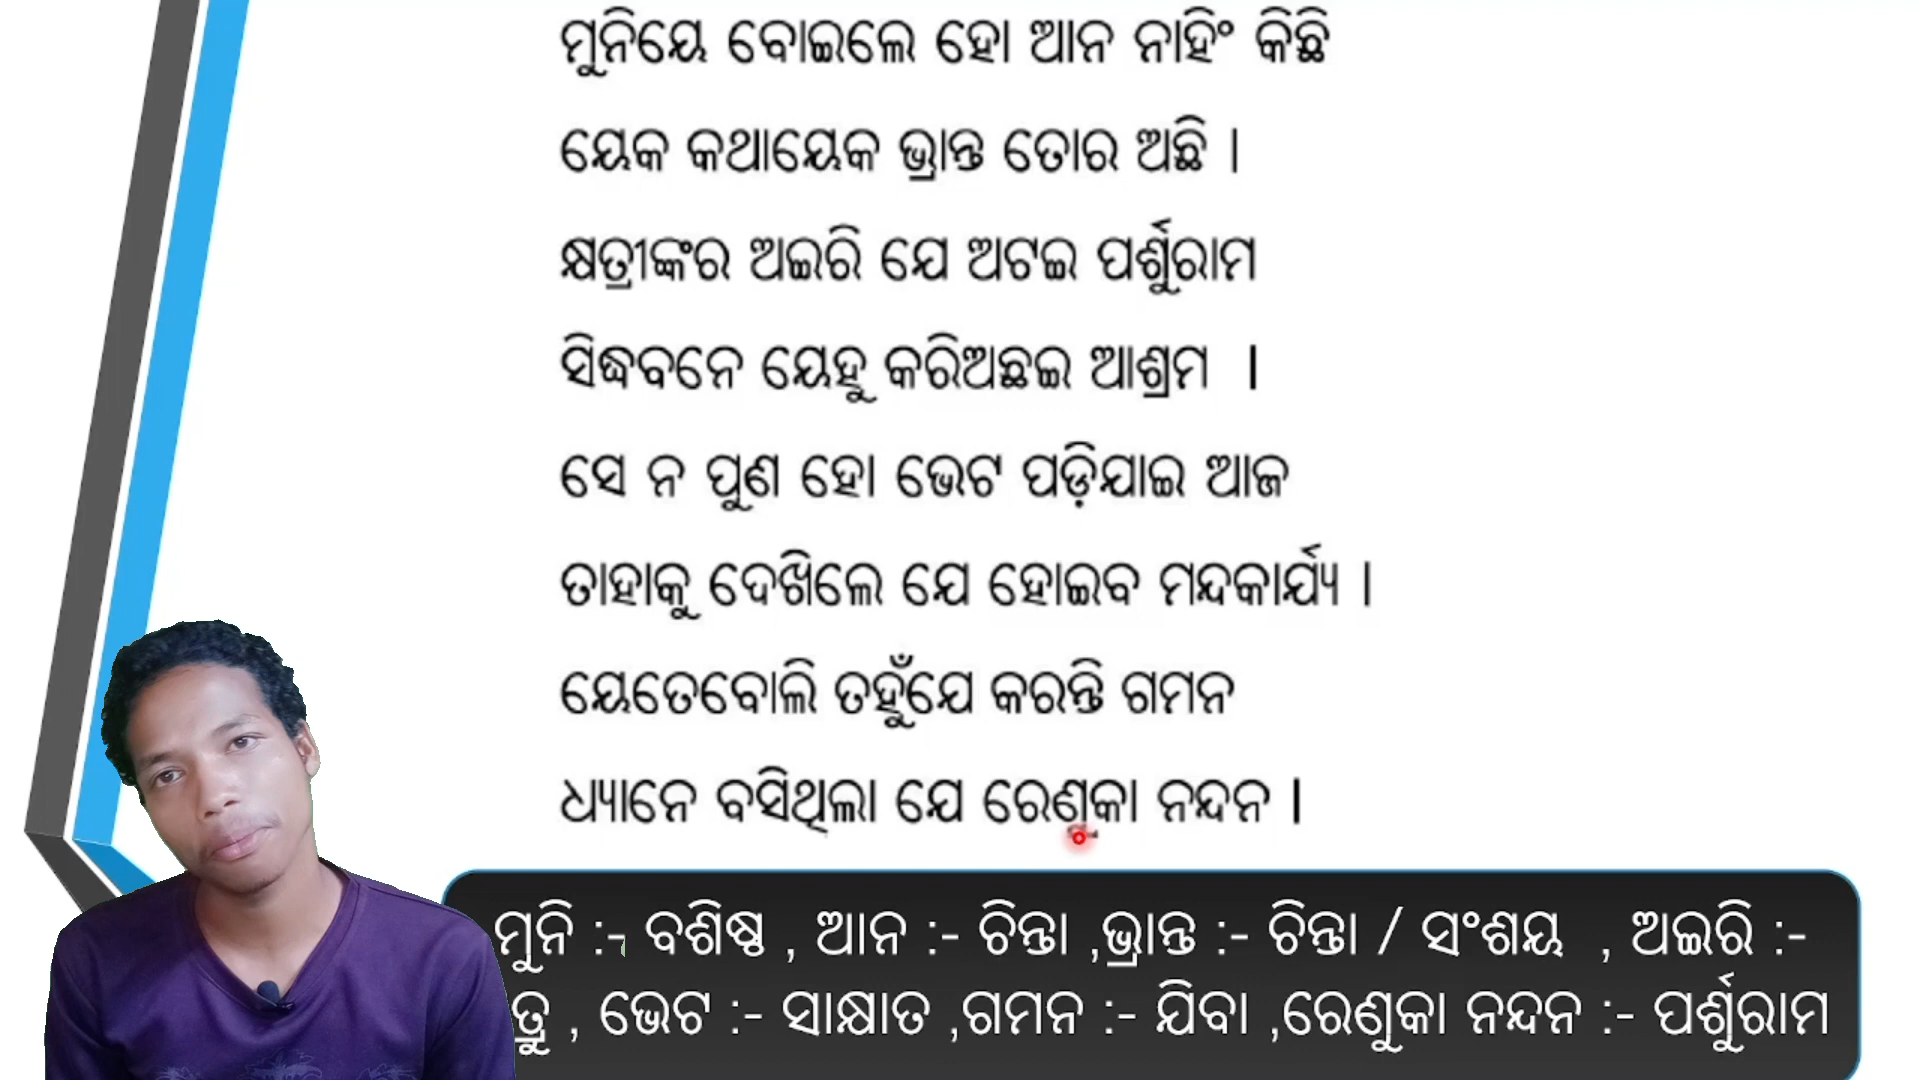 ମୁନିୟେ ବୋଇଲେ ହୋ ଆନ ନାହିଂ କିଛି
ୟେକ କଥାୟେକ ଭ୍ରାନ୍ତ ତୋର ଅଛି ।
କ୍ଷତ୍ରୀଙ୍କର ଅଇରି ଯେ ଅଟଇ ପର୍ଶୁରାମ
ସିଦ୍ଧବନେ ୟେହୁ କରିଅଛଇ ଆଶ୍ରମ ।
ସେ ନ ପୁଣ ହୋ ଭେଟ ପଡ଼ିଯାଇ ଆଜ
ତାହାକୁ ଦେଖିଲେ ଯେ ହୋଇବ ମନ୍ଦକାର୍ଯ୍ୟ ।
ୟେତେବୋଲି ତହୁଁଯେ କରନ୍ତି ଗମନ
ଧ୍ୟାନେ ବସିଥିଲା ଯେ ରେଣୁକା ନନ୍ଦନ ।
ମୁନି :- ବଶିଷ୍ଠ , ଆନ :- ଚିନ୍ତା ,ଭ୍ରାନ୍ତ :- ଚିନ୍ତା / ସଂଶୟ , ଅଇରି :-
, ଭେଟ :- ସାକ୍ଷାତ ,ଗମନ :- ଯିବା ,ରେଣୁକା ନନ୍ଦନ :- ପର୍ଶୁରାମ